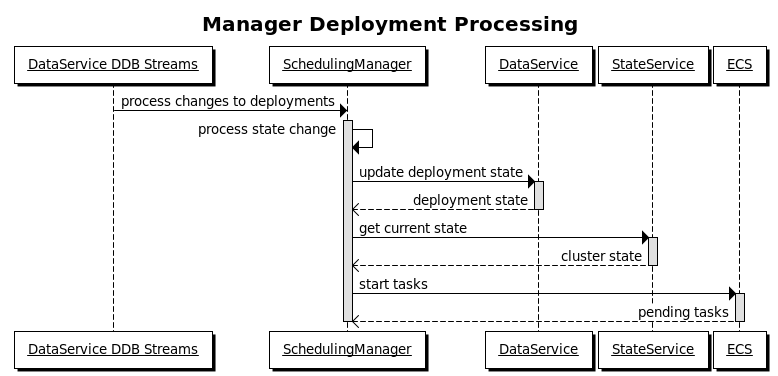 Manager Deployment Processing
DataService DDB Streams
SchedulingManager
DataService
StateService
ECS
process changes to deployments
process state change
update deployment state
deployment state
get current state
cluster state
start tasks
pending tasks
DataService DDB Streams
SchedulingManager
DataService
StateService
ECS